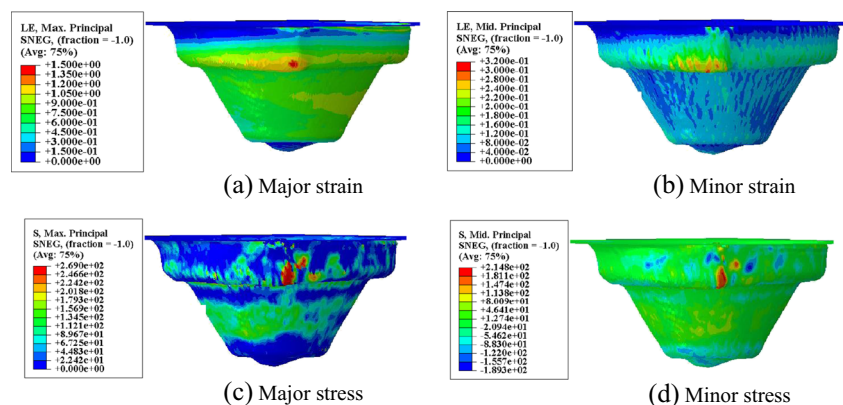 LE, Max. Principal
SNEG, (fraction = -1.0)
(Avg: 75%)
+1.500e+00
+1.350e+00
+1.200e+00
+1.050e+00
+9.000e-01
+7.500e-01
+6.000e-01
+4.500e-01
+3.000e-01
+1.500e-01
+0.000e+00
(a) Major strain
LE, Mid. Principal
SNEG, (fraction = -1.0)
(Avg: 75%)
+3.200e-01
+3.000e-01
+2.800e-01
+2.400e-01
+2.200e-01
+2.000e-01
+1.800e-01
+1.600e-01
+1.200e-01
+8.000e-02
+4.000e-02
+0.000e+00
(b) Minor strain
S, Max. Principal
SNEG, (fraction = -1.0)
(Avg: 75%)
+2.690e+02
+2.466e+02
+2.242e+02
+2.018e+02
+1.793e+02
+1.569e+02
+1.345e+02
+1.121e+02
+8.967e+01
+6.725e+01
+4.483e+01
+2.242e+01
+0.000e+00
(c) Major stress
S, Mid. Principal
SNEG, (fraction = -1.0)
(Avg: 75%)
+2.148e+02
+1.811e+02
+1.474e+02
+1.138e+02
+8.009e+01
+4.641e+01
+1.274e+01
-2.094e+01
-5.462e+01
-8.830e+01
-1.220e+02
-1.557e+02
-1.893e+02
(d) Minor stress